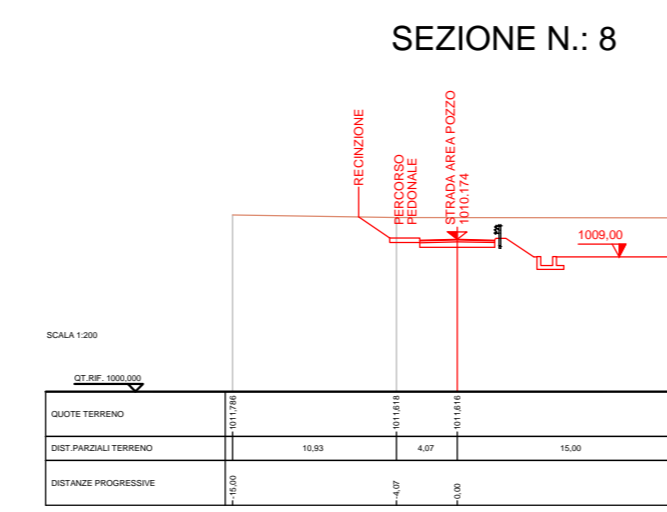 SEZIONE N.: 8
RECINZIONE
PERCORSO
PEDONALE
STRADA AREA POZZO
1010.174
1009,00
SCALA 1:200
QT.RIF. 1000,000
QUOTE TERRENO 1011,786 1011,618 1011,616
DIST.PARZIALI TERRENO 10,93 4,07 15,00
DISTANZE PROGRESSIVE -15,00 -4,07 -0,00